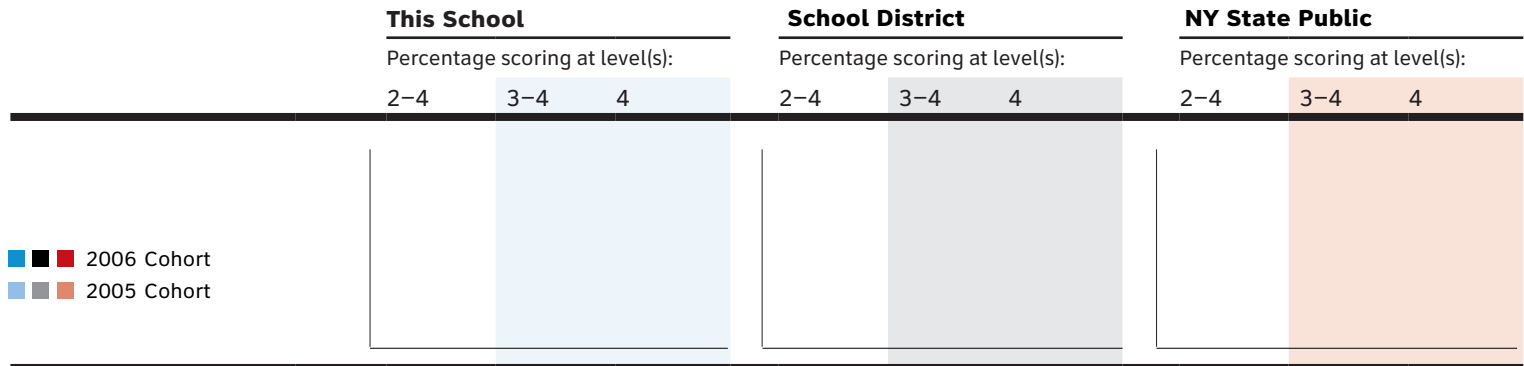 This School School District NY State Public
Percentage scoring at level(s): Percentage scoring at level(s): Percentage scoring at level(s):
2–4 3–4 4 2–4 3–4 4 2–4 3–4 4
2006 Cohort
2005 Cohort